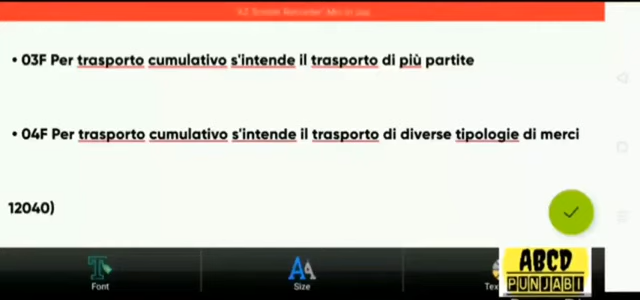 • 03F Per trasporto cumulativo s'intende il trasporto di più partite
• 04F Per trasporto cumulativo s'intende il trasporto di diverse tipologie di merci
12040)
Font
Size
ABCD
PUNJABI